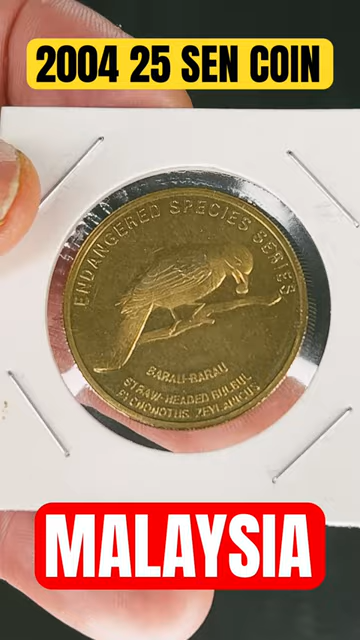 2004 25 SEN COIN
ENDANGERED SPECIES SERIES
BARAU-BARAU
STRAW-HEADED BULBUL
PYCNONOTUS ZEYLANICUS
MALAYSIA